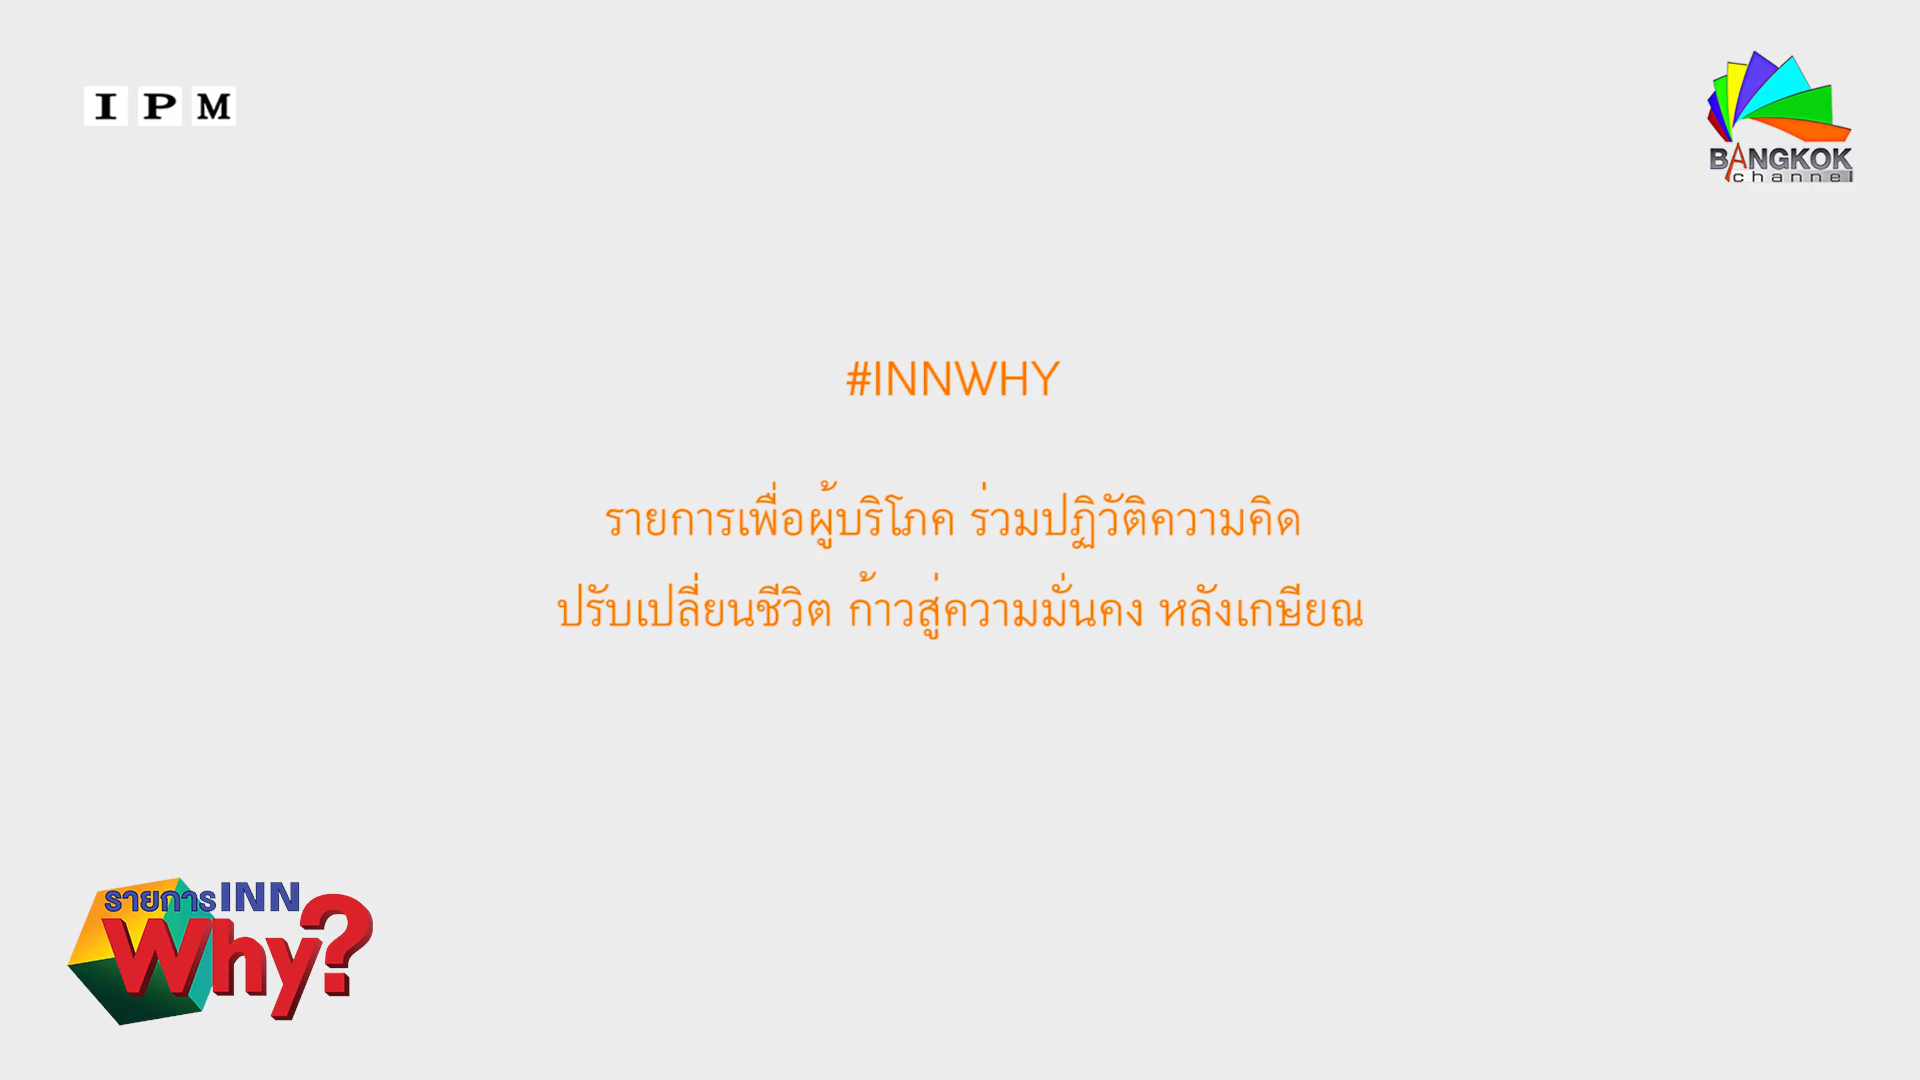 IPM
BANGKOK
channel
#INNWHY
รายการเพื่อผู้บริโภค ร่วมปฏิวัติความคิด
ปรับเปลี่ยนชีวิต ก้าวสู่ความมั่นคง หลังเกษียณ
รายการINN
Why?